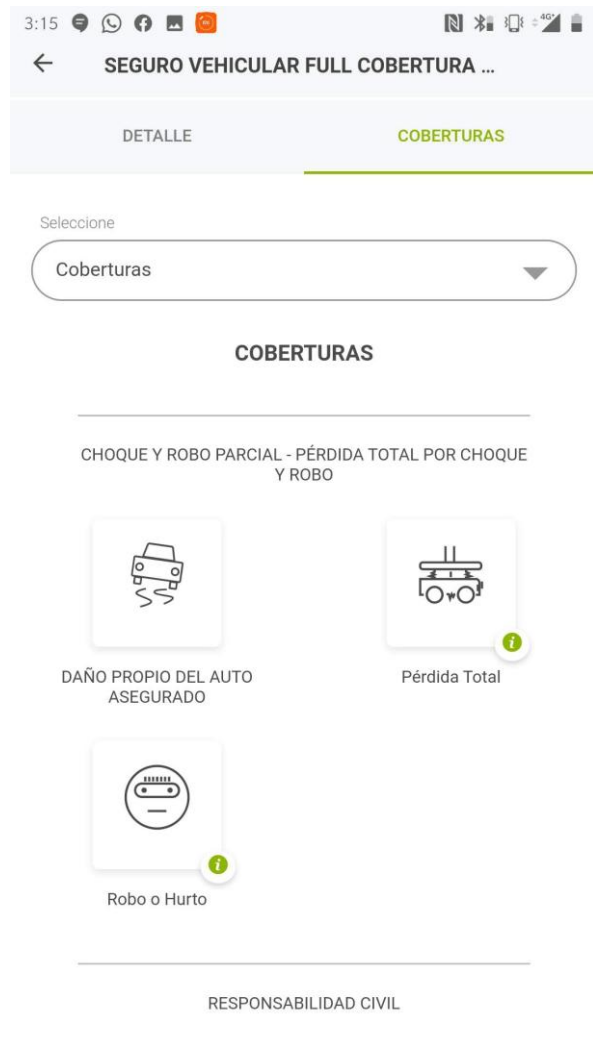 3:15
4G+
SEGURO VEHICULAR FULL COBERTURA ...
DETALLE
COBERTURAS
Seleccione
Coberturas
COBERTURAS
CHOQUE Y ROBO PARCIAL - PÉRDIDA TOTAL POR CHOQUE
Y ROBO
DAÑO PROPIO DEL AUTO
ASEGURADO
Pérdida Total
Robo o Hurto
RESPONSABILIDAD CIVIL